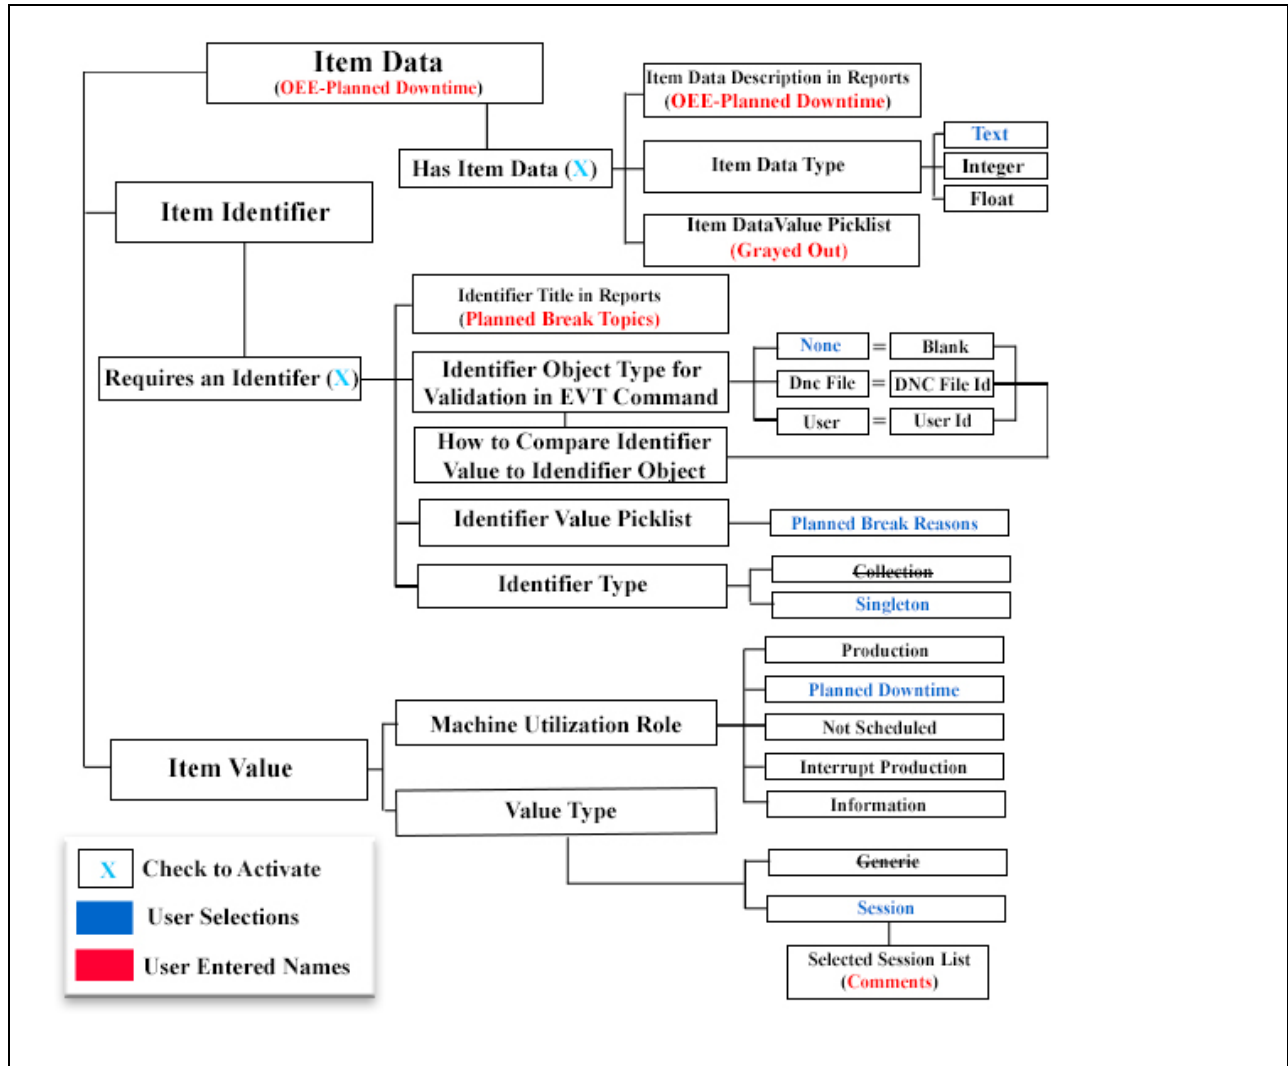 Item Data
(OEE-Planned Downtime)
Item Data Description in Reports
(OEE-Planned Downtime)
Has Item Data (X)
Item Data Type
Text
Integer
Float
Item DataValue Picklist
(Grayed Out)
Item Identifier
Requires an Identifer (X)
Identifier Title in Reports
(Planned Break Topics)
Identifier Object Type for
Validation in EVT Command
None = Blank
Dnc File = DNC File Id
User = User Id
How to Compare Identifier
Value to Idendifier Object
Identifier Value Picklist
Planned Break Reasons
Identifier Type
Collection
Singleton
Item Value
Machine Utilization Role
Production
Planned Downtime
Not Scheduled
Interrupt Production
Information
Value Type
Generic
Session
Selected Session List
(Comments)
X Check to Activate
User Selections
User Entered Names